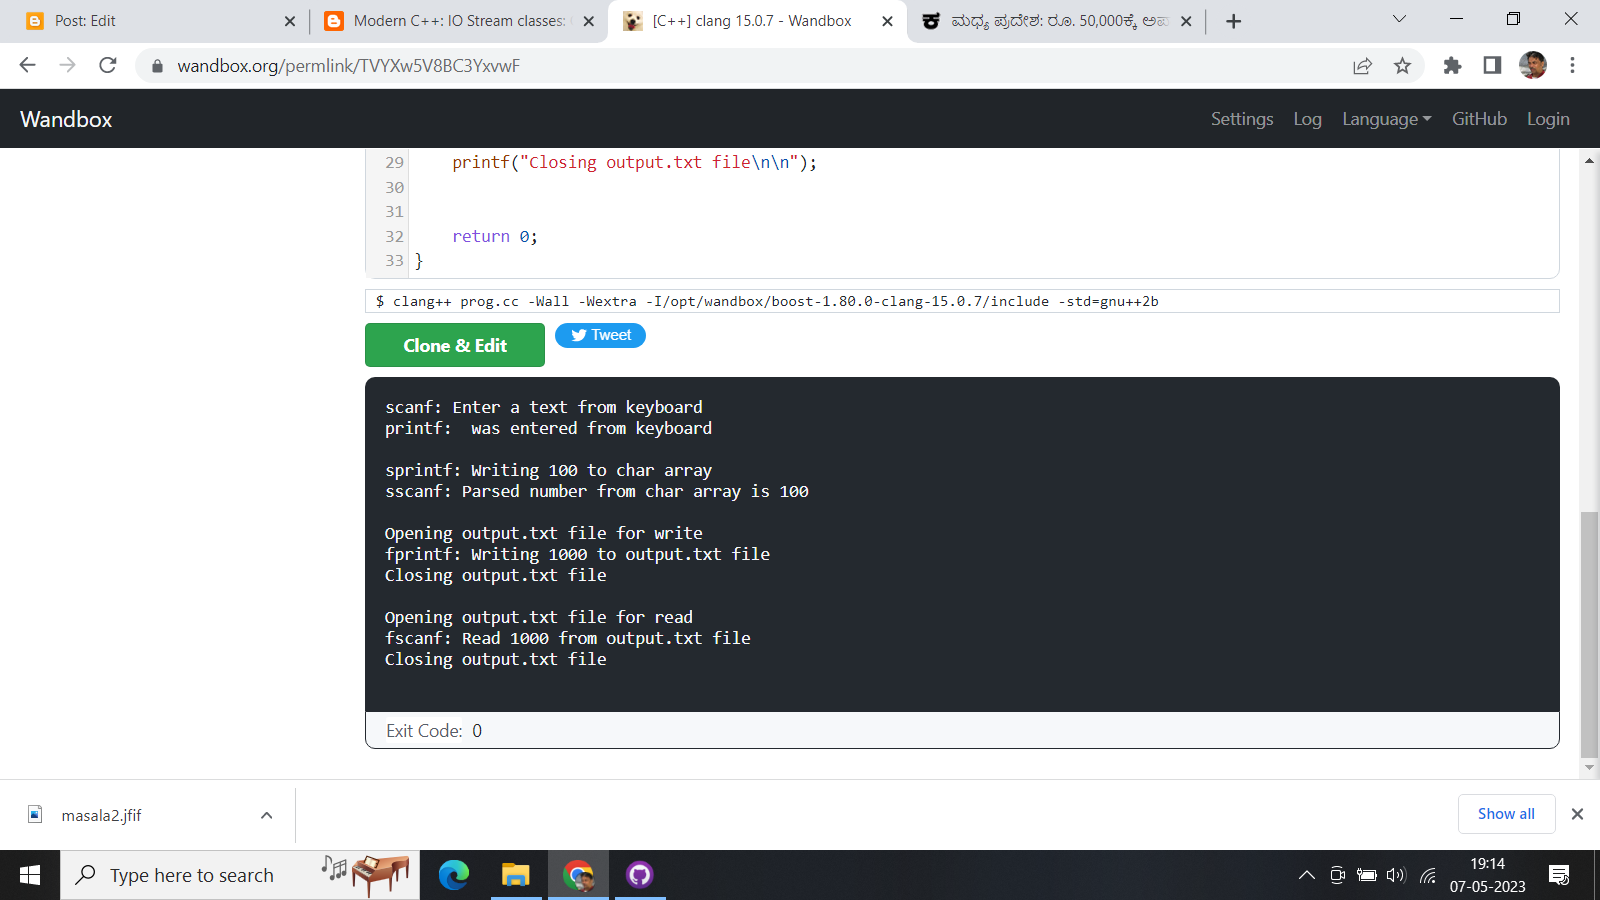 Post: Edit
Modern C++: IO Stream classes:
[C++] clang 15.0.7 - Wandbox
ಮಧ್ಯ ಪ್ರದೇಶ: ರೂ. 50,000ಕ್ಕೆ
wandbox.org/permlink/TVYXw5V8BC3YxvwF
Wandbox
Settings Log Language GitHub Login
29 printf("Closing output.txt file\n\n");
30
31
32 return 0;
33 }
$ clang++ prog.cc -Wall -Wextra -I/opt/wandbox/boost-1.80.0-clang-15.0.7/include -std=gnu++2b
Clone & Edit
Tweet
scanf: Enter a text from keyboard
printf:  was entered from keyboard
sprintf: Writing 100 to char array
sscanf: Parsed number from char array is 100
Opening output.txt file for write
fprintf: Writing 1000 to output.txt file
Closing output.txt file
Opening output.txt file for read
fscanf: Read 1000 from output.txt file
Closing output.txt file
Exit Code: 0
masala2.jfif
Show all
Type here to search
19:14
07-05-2023